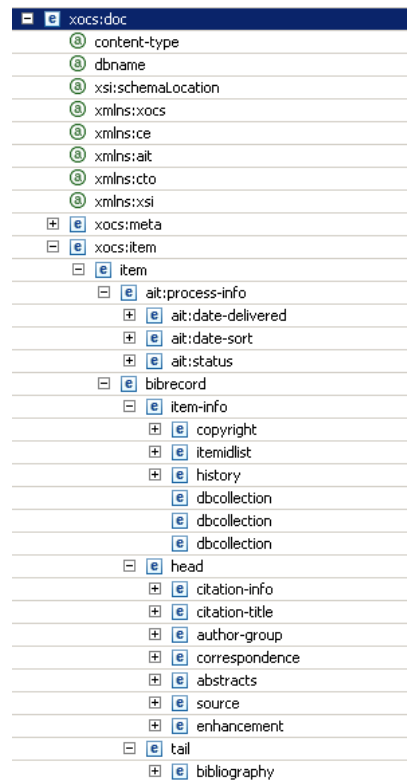 e xocs:doc
a content-type
a dbname
a xsi:schemaLocation
a xmlns:xocs
a xmlns:ce
a xmlns:ait
a xmlns:cto
a xmlns:xsi
e xocs:meta
e xocs:item
e item
e ait:process-info
e ait:date-delivered
e ait:date-sort
e ait:status
e bibrecord
e item-info
e copyright
e itemidlist
e history
e dbcollection
e dbcollection
e dbcollection
e head
e citation-info
e citation-title
e author-group
e correspondence
e abstracts
e source
e enhancement
e tail
e bibliography